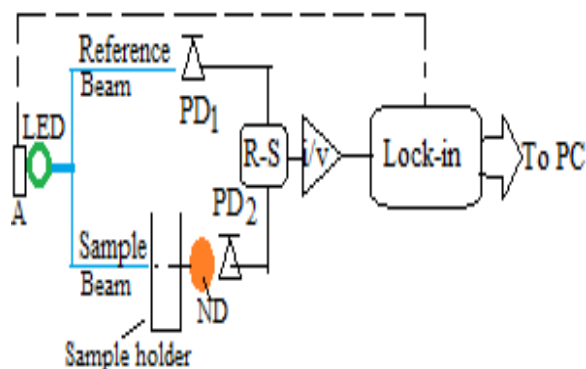 Reference
Beam
LED
PD1
A
R-S
i/v
Lock-in
To PC
PD2
Sample
Beam
ND
Sample holder